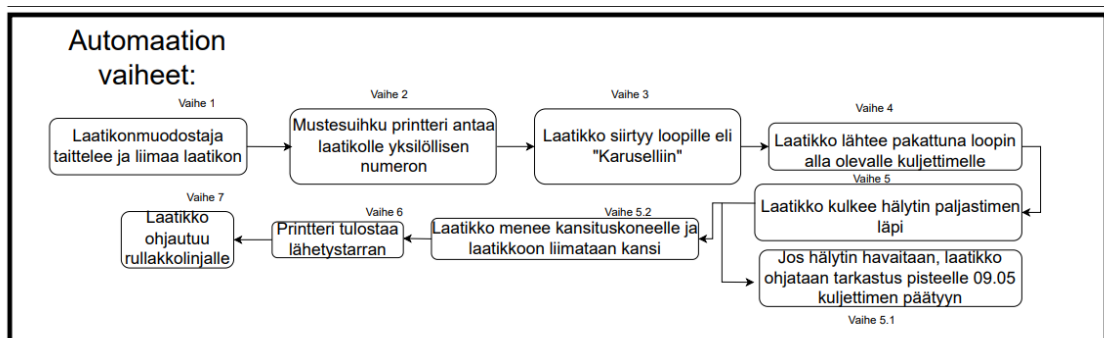 Automaation
vaiheet:
Vaihe 1
Laatikonmuodostaja
taittelee ja liimaa laatikon
Vaihe 2
Mustesuihku printteri antaa
laatikolle yksilöllisen
numeron
Vaihe 3
Laatikko siirtyy loopille eli
"Karuselliin"
Vaihe 4
Laatikko lähtee pakattuna loopin
alla olevalle kuljettimelle
Vaihe 5
Laatikko kulkee hälytin paljastimen
läpi
Jos hälytin havaitaan, laatikko
ohjataan tarkastus pisteelle 09.05
kuljettimen päätyyn
Vaihe 5.1
Vaihe 5.2
Laatikko menee kansituskoneelle ja
laatikkoon liimataan kansi
Vaihe 6
Printteri tulostaa
lähetystarran
Vaihe 7
Laatikko
ohjautuu
rullakkolinjalle